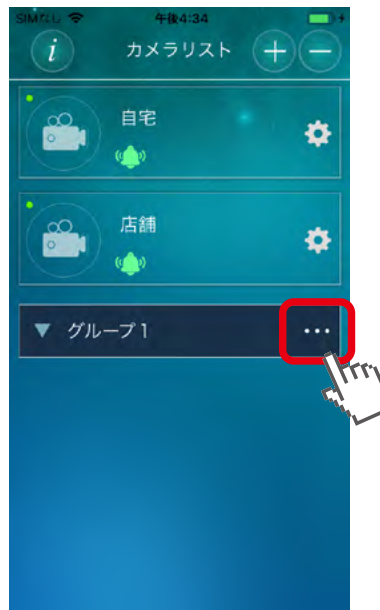 SIMなし 午後4:34
i カメラリスト + −
自宅
店舗
▼ グループ 1 ...